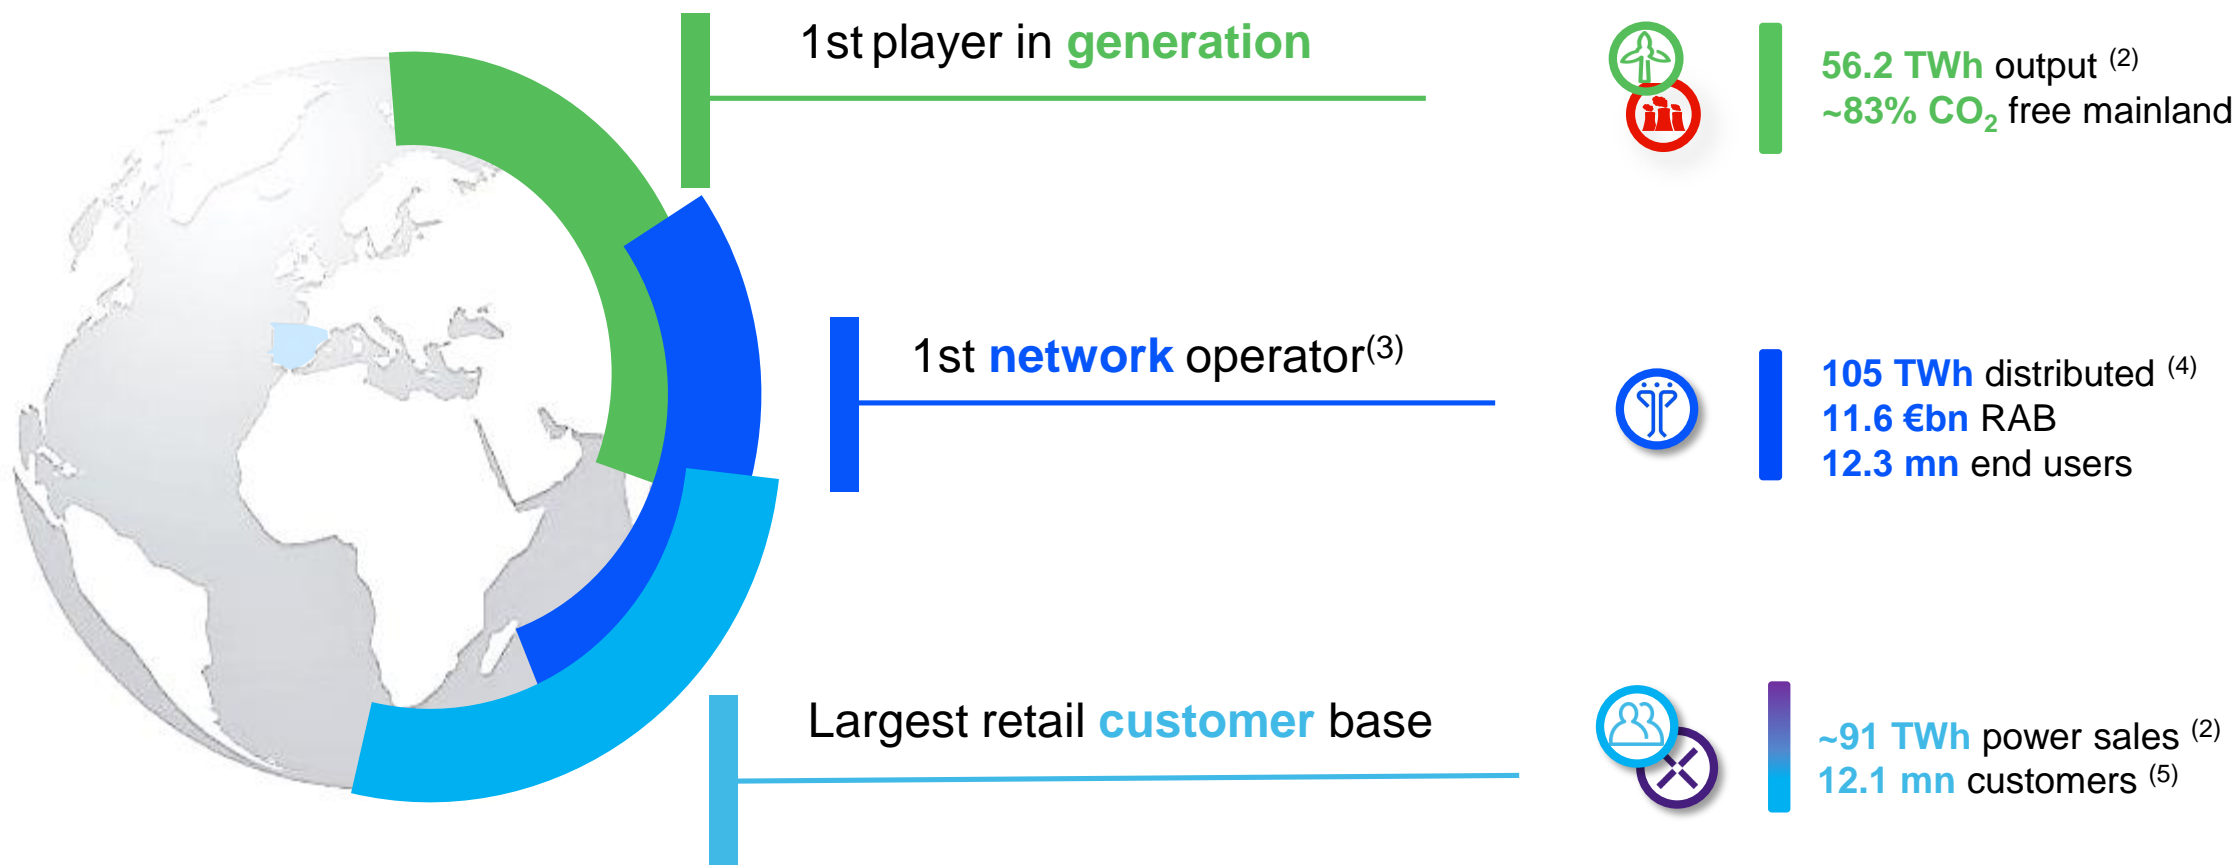 1st player in generation
56.2 TWh output (2)
~83% CO2 free mainland
1st network operator(3)
105 TWh distributed (4)
11.6 €bn RAB
12.3 mn end users
Largest retail customer base
~91 TWh power sales (2)
12.1 mn customers (5)